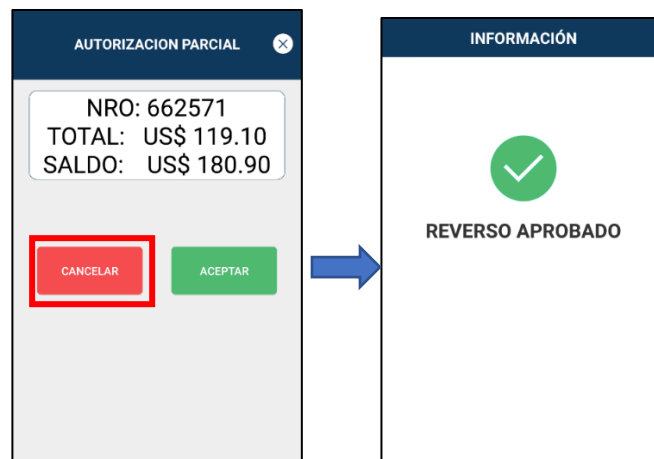 AUTORIZACION PARCIAL
NRO: 662571
TOTAL: US$ 119.10
SALDO: US$ 180.90
CANCELAR
ACEPTAR
INFORMACIÓN
REVERSO APROBADO